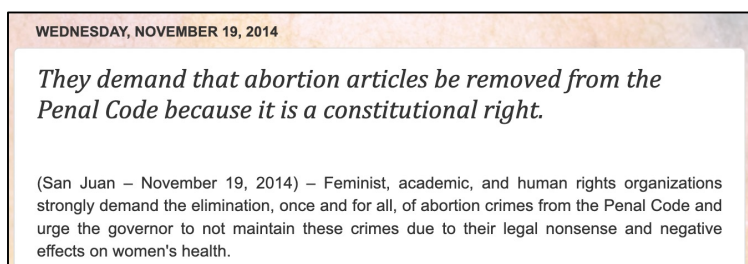 WEDNESDAY, NOVEMBER 19, 2014
They demand that abortion articles be removed from the
Penal Code because it is a constitutional right.
(San Juan – November 19, 2014) – Feminist, academic, and human rights organizations
strongly demand the elimination, once and for all, of abortion crimes from the Penal Code and
urge the governor to not maintain these crimes due to their legal nonsense and negative
effects on women's health.